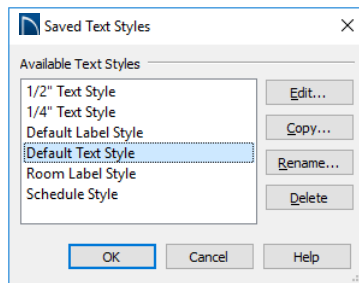 Saved Text Styles
Available Text Styles
1/2" Text Style
1/4" Text Style
Default Label Style
Default Text Style
Room Label Style
Schedule Style
Edit...
Copy...
Rename...
Delete
OK
Cancel
Help